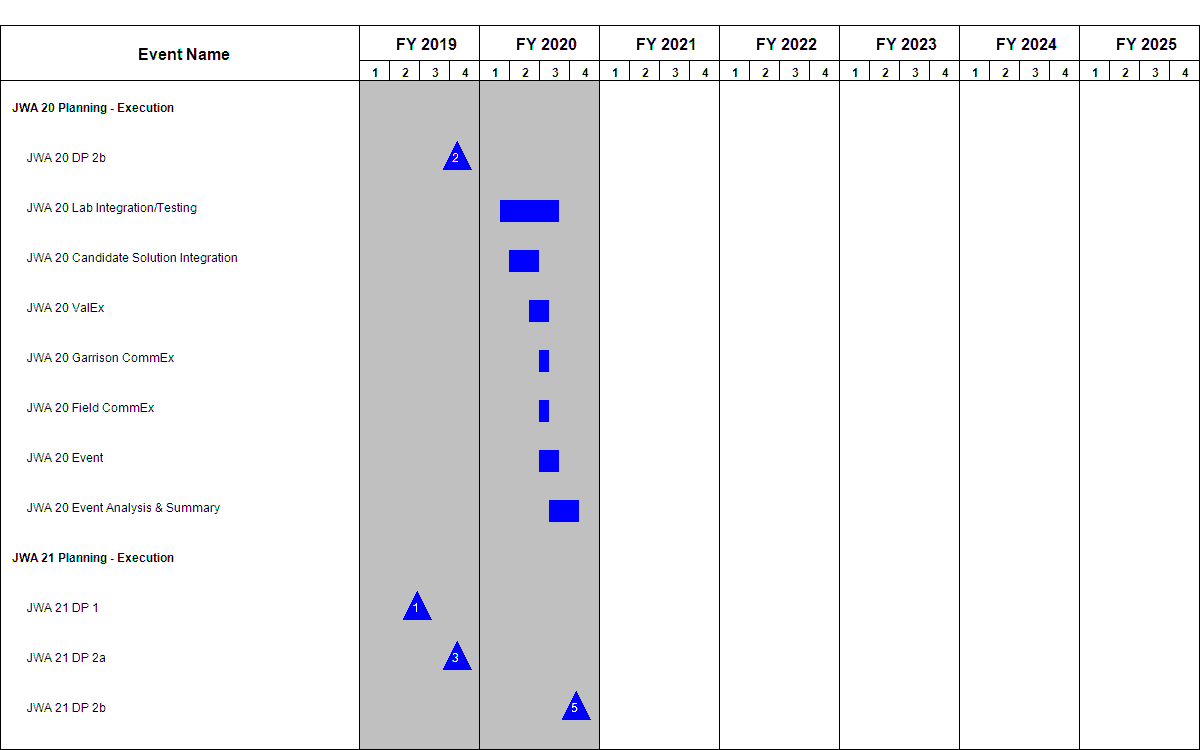 Event Name FY 2019 FY 2020 FY 2021 FY 2022 FY 2023 FY 2024 FY 2025
1 2 3 4 1 2 3 4 1 2 3 4 1 2 3 4 1 2 3 4 1 2 3 4 1 2 3 4
JWA 20 Planning - Execution
JWA 20 DP 2b 2
JWA 20 Lab Integration/Testing
JWA 20 Candidate Solution Integration
JWA 20 ValEx
JWA 20 Garrison CommEx
JWA 20 Field CommEx
JWA 20 Event
JWA 20 Event Analysis & Summary
JWA 21 Planning - Execution
JWA 21 DP 1 1
JWA 21 DP 2a 3
JWA 21 DP 2b 5